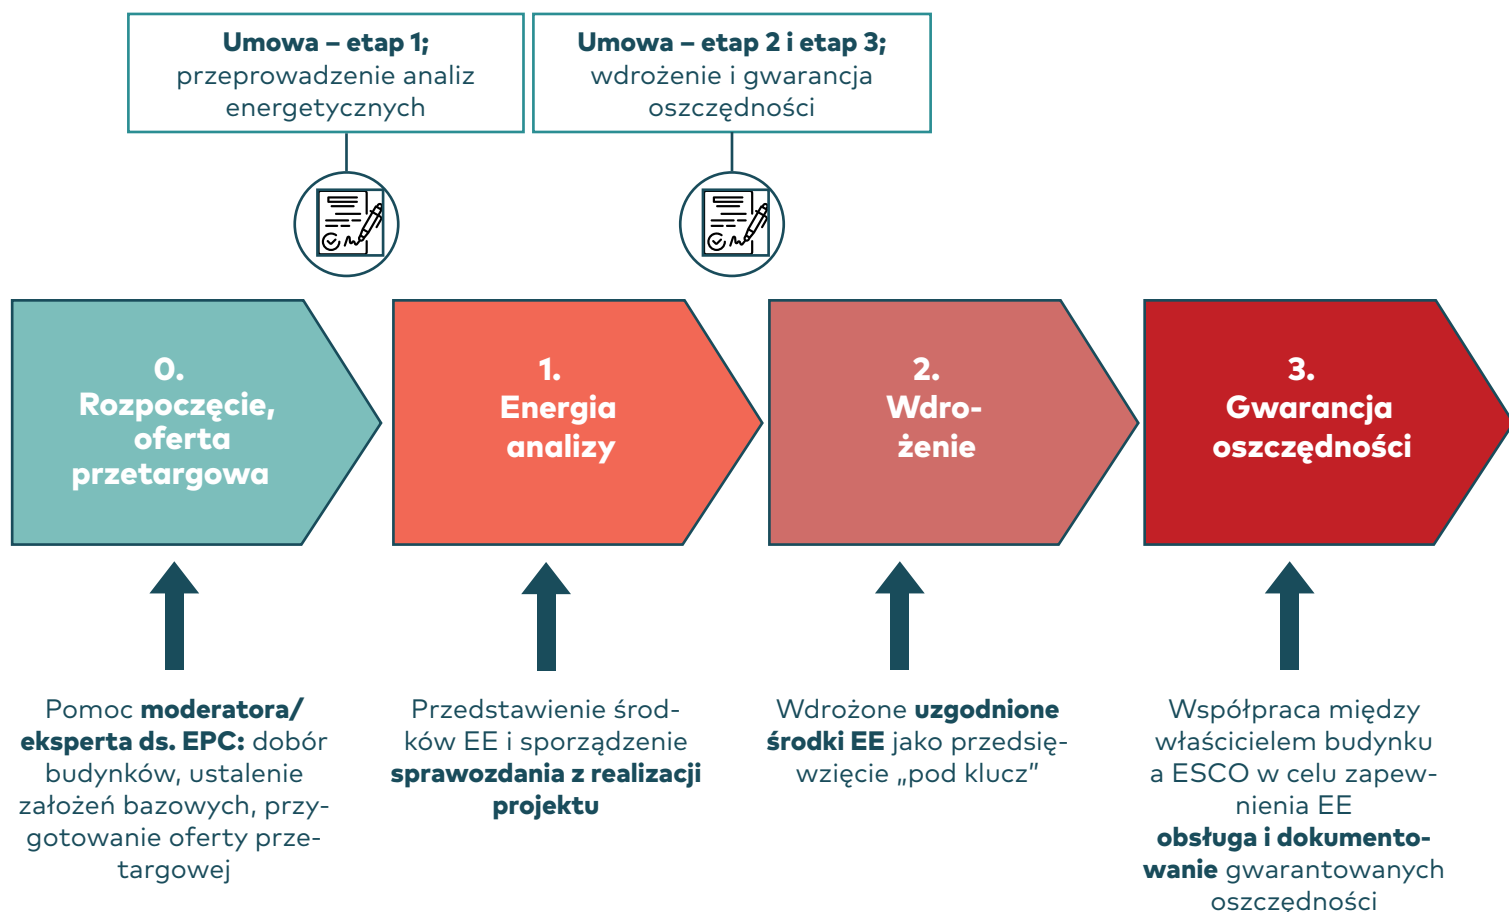 Umowa – etap 1;
przeprowadzenie analiz
energetycznych
Umowa – etap 2 i etap 3;
wdrożenie i gwarancja
oszczędności
0.
Rozpoczęcie,
oferta
przetargowa
1.
Energia
analizy
2.
Wdro-
żenie
3.
Gwarancja
oszczędności
Pomoc moderatora/
eksperta ds. EPC: dobór
budynków, ustalenie
założeń bazowych, przy-
gotowanie oferty prze-
targowej
Przedstawienie środ-
ków EE i sporządzenie
sprawozdania z realizacji
projektu
Wdrożone uzgodnione
środki EE jako przedsię-
wzięcie „pod klucz”
Współpraca między
właścicielem budynku
a ESCO w celu zapew-
nienia EE
obsługa i dokumento-
wanie gwarantowanych
oszczędności